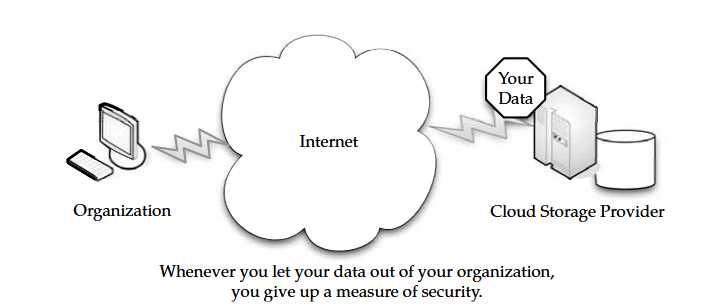 Your
Data
Internet
Organization
Cloud Storage Provider
Whenever you let your data out of your organization,
you give up a measure of security.